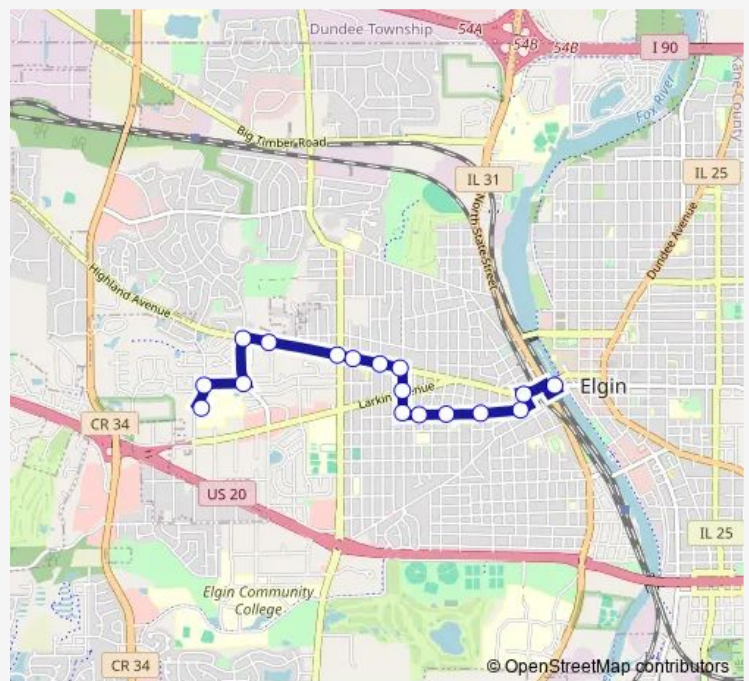 Dundee Township
54A
54B
54B
I 90
Kane County
Fox River
Big Timber Road
IL 31
IL 25
North State Street
Dundee Avenue
Highland Avenue
Larkin Avenue
Elgin
CR 34
US 20
IL 25
Elgin Community
College
CR 34
© OpenStreetMap contributors